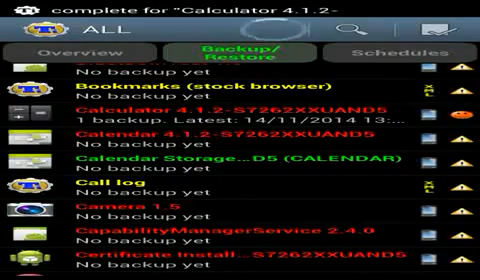 complete for "Calculator 4.1.2-
ALL
Overview
Backup/
Restore
Schedules
No backup yet
Bookmarks (stock browser)
No backup yet
XML
Calculator 4.1.2-S7262XXUAND5
1 backup. Latest: 14/11/2014 13:...
Calendar 4.1.2-S7262XXUAND5
No backup yet
Calendar Storage...D5 (CALENDAR)
No backup yet
Call log
No backup yet
XML
Camera 1.5
No backup yet
CapabilityManagerService 2.4.0
No backup yet
Certificate Install...S7262XXUAND5
No backup yet